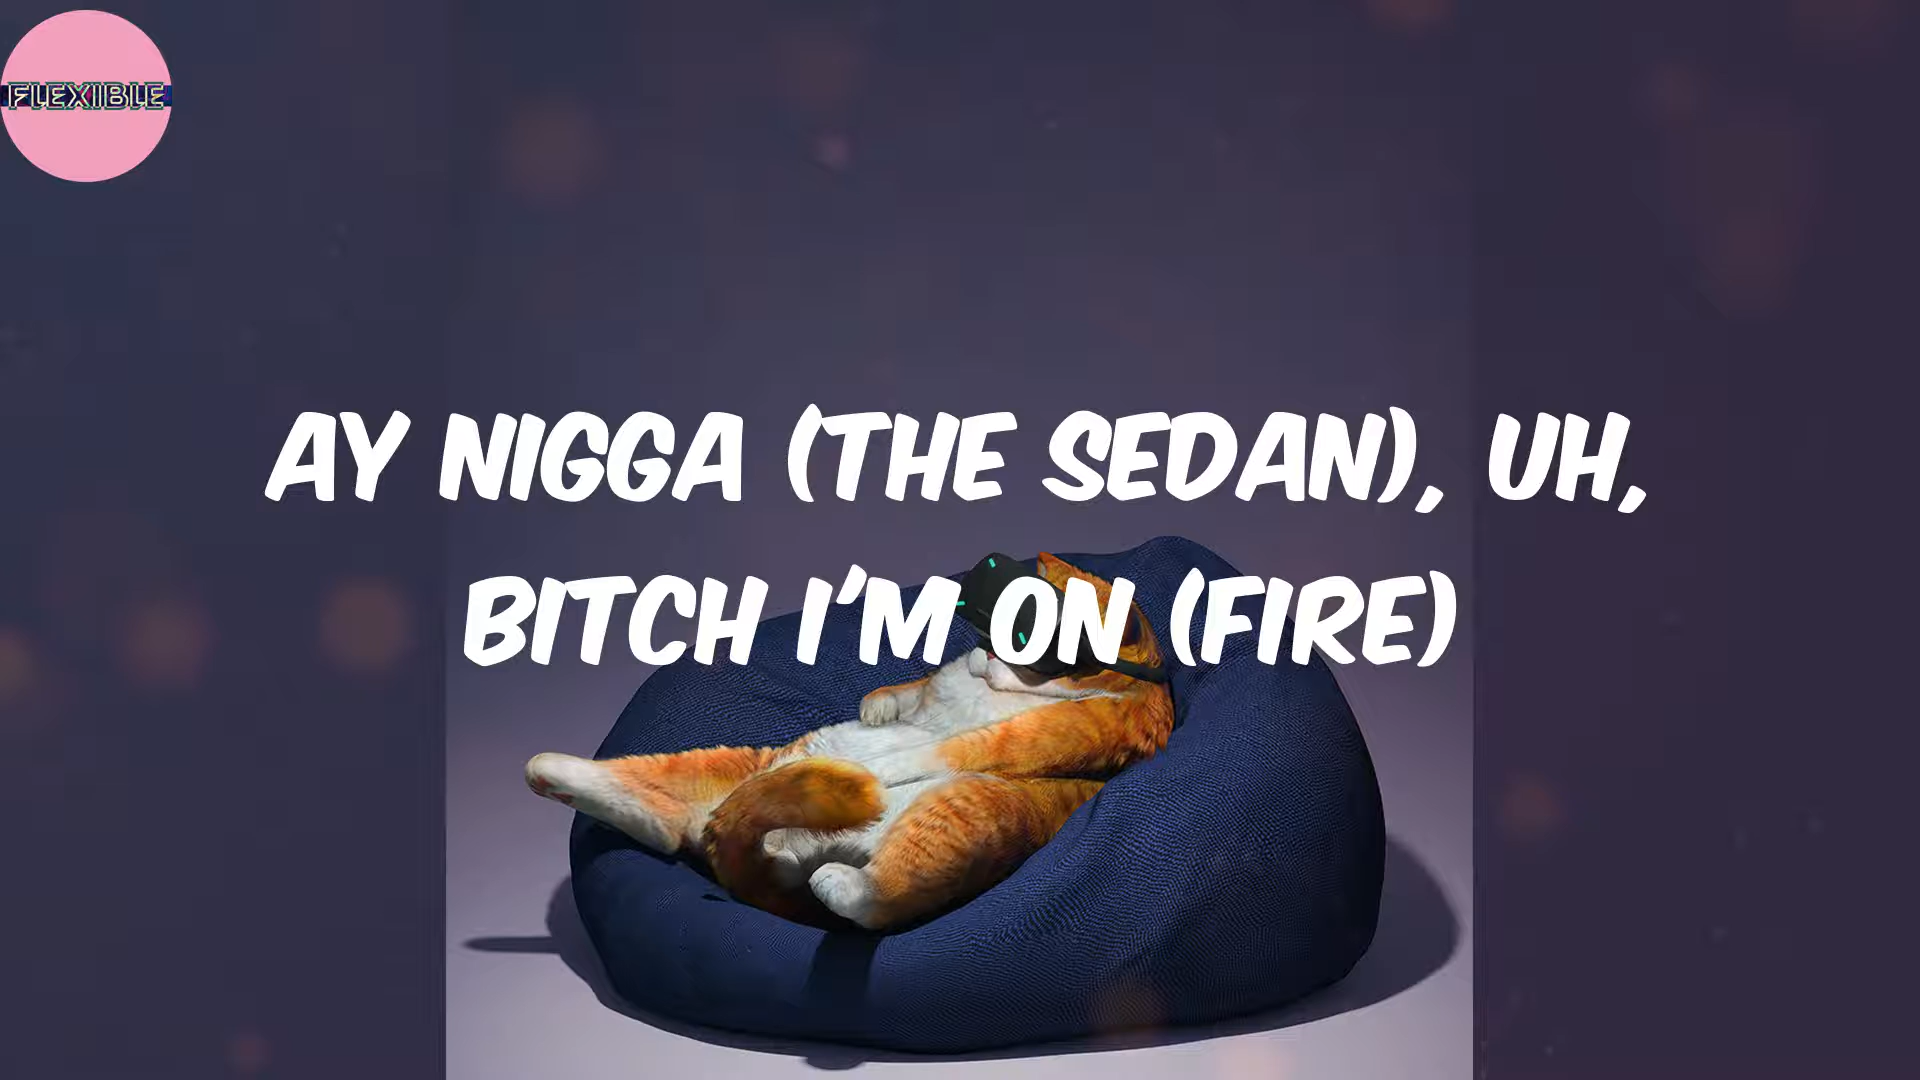 FLEXIBLE
AY NIGGA (THE SEDAN), UH,
BITCH I'M ON (FIRE)